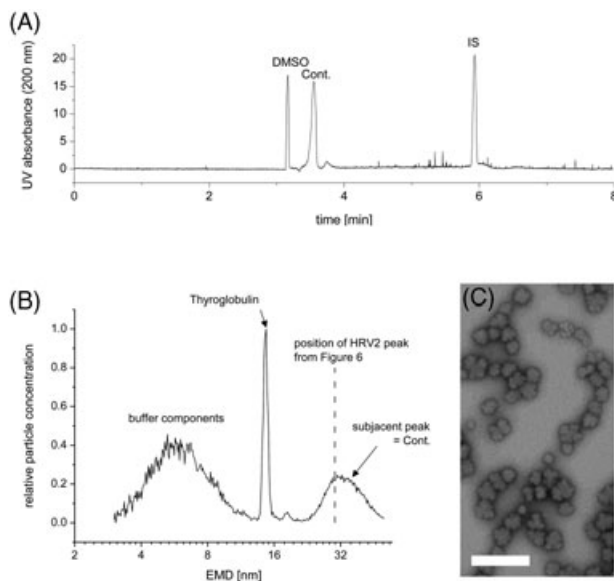 (A)
UV absorbance (200 nm)
20
15
10
5
0
DMSO
Cont.
IS
0
2
4
6
8
time [min]
(B)
relative particle concentration
1.0
0.8
0.6
0.4
0.2
0.0
Thyroglobulin
position of HRV2 peak
from Figure 6
buffer components
subjacent peak
= Cont.
2
4
8
16
32
EMD [nm]
(C)